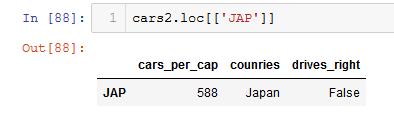 In [88]: 1 cars2.loc[['JAP']]
Out[88]:
cars_per_cap counries drives_right
JAP 588 Japan False